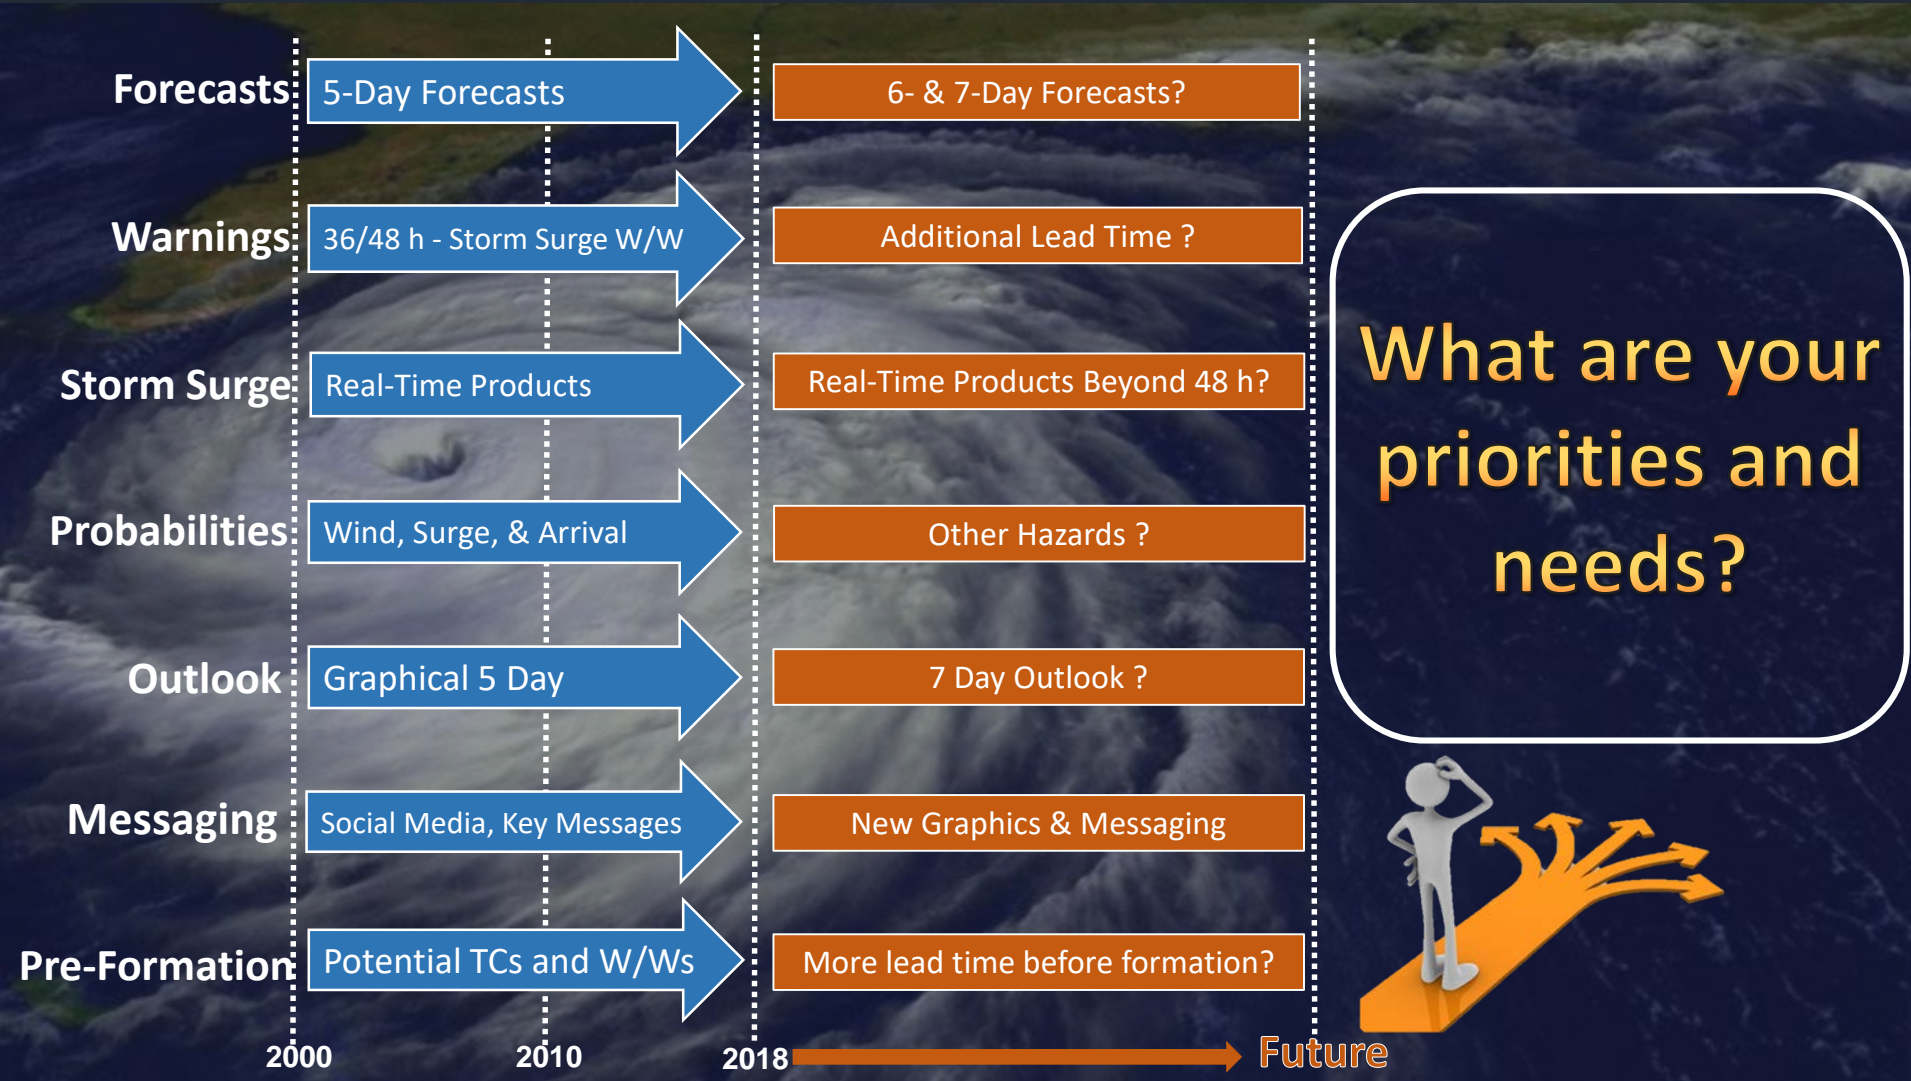 Forecasts
5-Day Forecasts
6- & 7-Day Forecasts?
Warnings
36/48 h - Storm Surge W/W
Additional Lead Time ?
Storm Surge
Real-Time Products
Real-Time Products Beyond 48 h?
Probabilities
Wind, Surge, & Arrival
Other Hazards ?
Outlook
Graphical 5 Day
7 Day Outlook ?
Messaging
Social Media, Key Messages
New Graphics & Messaging
Pre-Formation
Potential TCs and W/Ws
More lead time before formation?
2000
2010
2018
Future
What are your
priorities and
needs?